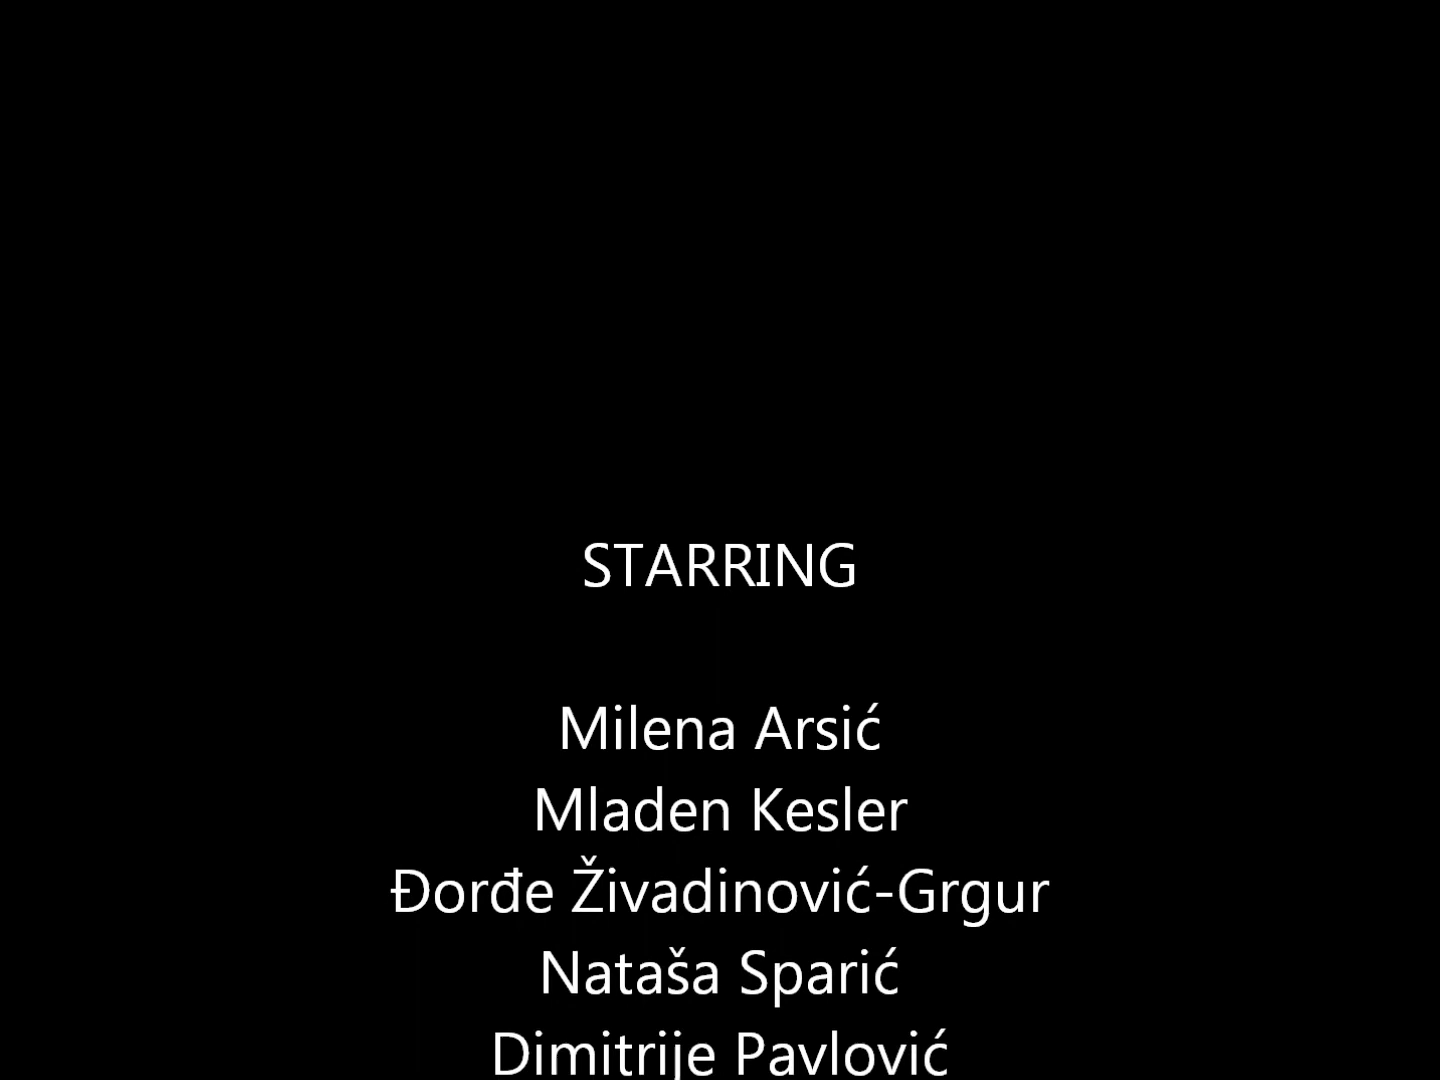 STARRING
Milena Arsić
Mladen Kesler
Đorđe Živadinović-Grgur
Nataša Sparić
Dimitrije Pavlović